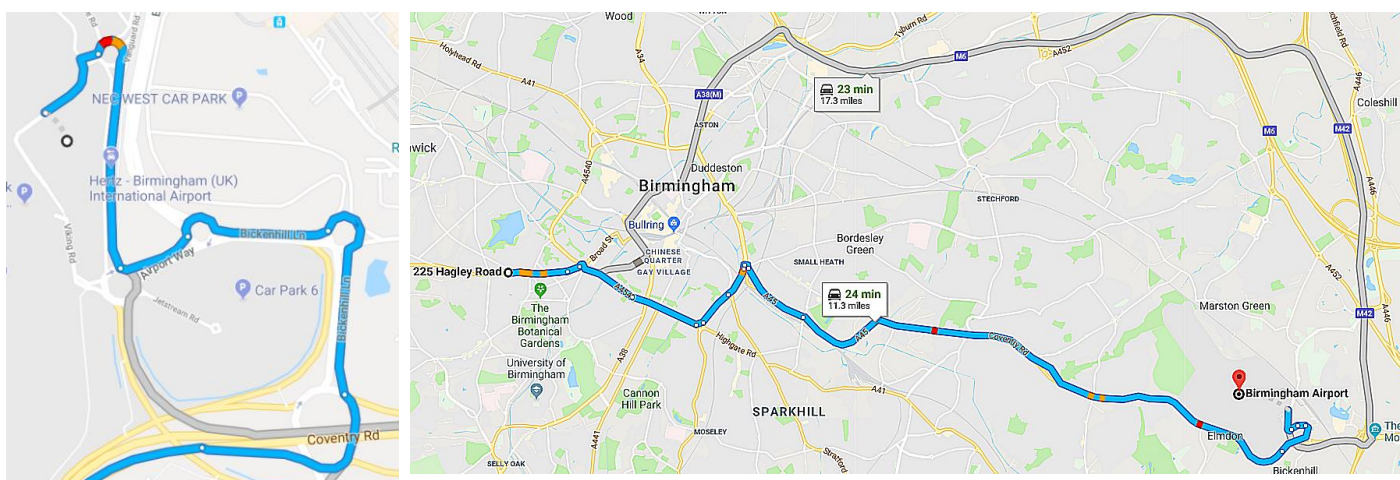 Vanguard Rd
NEC WEST CAR PARK
Hertz - Birmingham (UK)
International Airport
Viking Rd
Airport Way
Bickenhill Ln
Bickenhill Ln
Car Park 6
Jetstream Rd
Coventry Rd
Wood
Tyburn Rd
Holyhead Rd
A41
A34
A38(M)
M6
A452
A446
23 min
17.3 miles
ASTON
Coleshill
M6
M42
A4540
Duddeston
Birmingham
A446
STECHFORD
Bullring
Broad St
CHINESE
QUARTER
GAY VILLAGE
Bordesley
Green
SMALL HEATH
225 Hagley Road
A452
A446
A45
24 min
11.3 miles
Marston Green
M42
The
Birmingham
Botanical
Gardens
Highgate Rd
A45
Coventry Rd
University of
Birmingham
A38
A41
Cannon
Hill Park
SPARKHILL
Birmingham Airport
MOSELEY
A441
Elmdon
The
SELLY OAK
Bickenhill